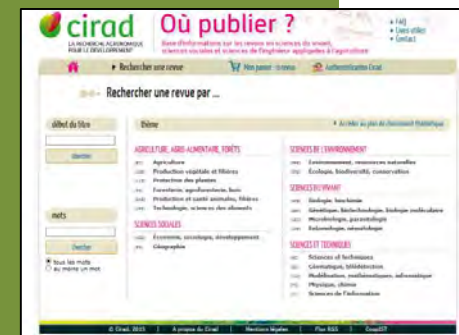 cirad
LA RECHERCHE AGRONOMIQUE
POUR LE DÉVELOPPEMENT
Où publier ?
Base d'informations sur les revues en sciences du vivant,
sciences sociales et sciences de l'ingénieur appliquées à l'agriculture
FAQ
Liens utiles
Contact
Rechercher une revue
Mon panier : 0 revue
Authentification Cirad
Rechercher une revue par ...
début du titre
chercher
mots
chercher
tous les mots
au moins un mot
thème
Accéder au plan de classement thématique
AGRICULTURE, AGRO-ALIMENTAIRE, FORÊTS
Agriculture
Production végétale et filières
Protection des plantes
Foresterie, agroforesterie, bois
Production et santé animales, filières
Technologie, sciences des aliments
SCIENCES SOCIALES
Économie, sociologie, développement
Géographie
SCIENCES DE L'ENVIRONNEMENT
Environnement, ressources naturelles
Écologie, biodiversité, conservation
SCIENCES DU VIVANT
Biologie, biochimie
Génétique, biotechnologie, biologie moléculaire
Microbiologie, parasitologie
Entomologie, nématologie
SCIENCES ET TECHNIQUES
Sciences et techniques
Géomatique, télédétection
Modélisation, mathématiques, informatique
Physique, chimie
Sciences de l'information
© Cirad, 2015 | A propos du Cirad | Mentions légales | Flux RSS | CoopIST